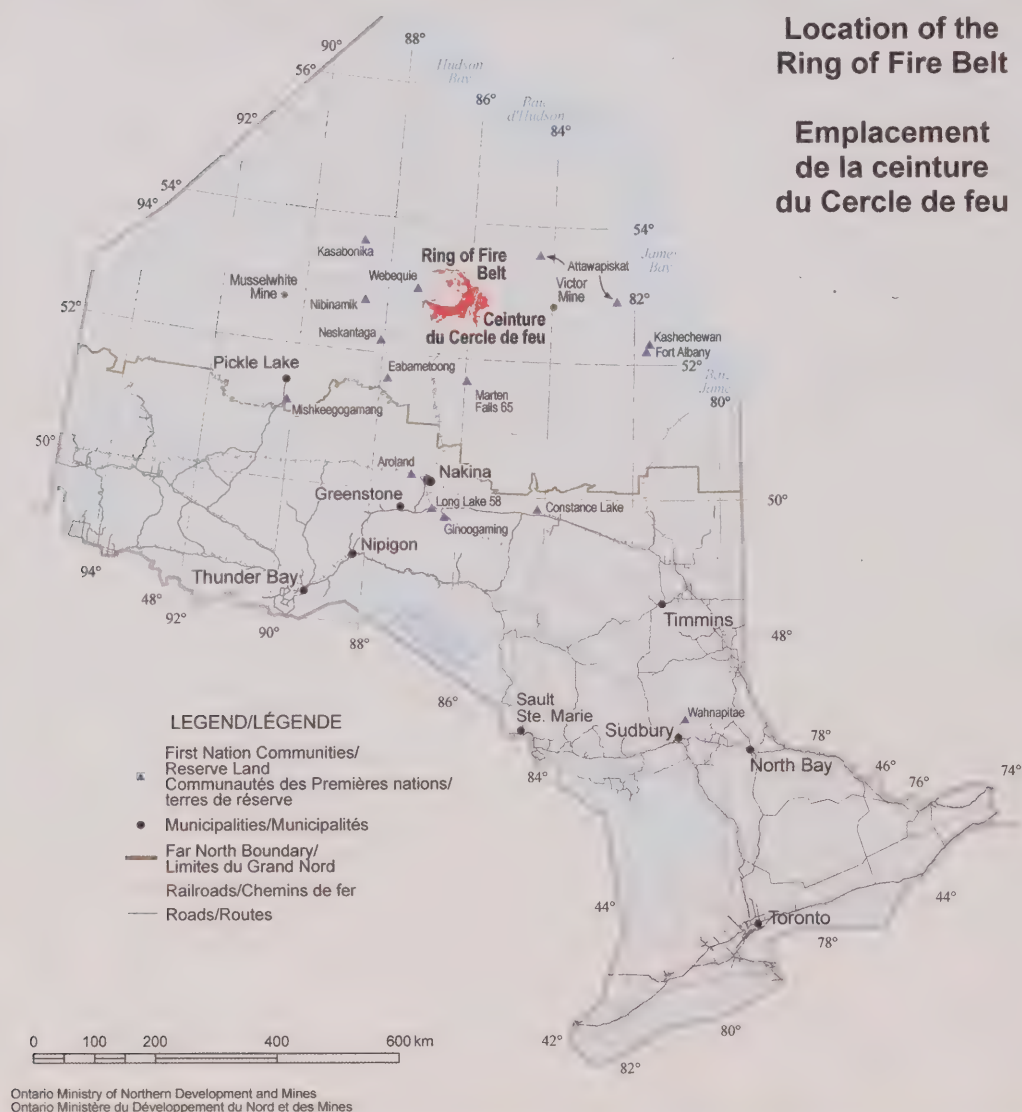 Location of the
Ring of Fire Belt
Emplacement
de la ceinture
du Cercle de feu
90°
88°
56°
Hudson
Bay
86°
Baie
d'Hudson
84°
92°
54°
94°
54°
Kasabonika
Ring of Fire
Belt
Attawapiskat
James
Bay
Webequie
Musselwhite
Mine
Victor
Mine
82°
Nibinamik
52°
Ceinture
du Cercle de feu
Neskantaga
Kashechewan
Fort Albany
52°
Pickle Lake
Eabametoong
Marten
Falls 65
80°
Mishkeegogamang
50°
Aroland
Nakina
Greenstone
Long Lake 58
Constance Lake
50°
Ginoogaming
Nipigon
94°
Thunder Bay
48°
92°
90°
88°
Timmins
48°
86°
Sault
Ste. Marie
Wahnapitae
Sudbury
78°
North Bay
84°
46°
76°
74°
LEGEND/LÉGENDE
First Nation Communities/
Reserve Land
Communautés des Premières nations/
terres de réserve
Municipalities/Municipalités
Far North Boundary/
Limites du Grand Nord
Railroads/Chemins de fer
Roads/Routes
44°
44°
Toronto
78°
80°
42°
82°
0 100 200 400 600 km
Ontario Ministry of Northern Development and Mines
Ontario Ministère du Développement du Nord et des Mines